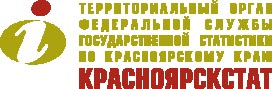 ТЕРРИТОРИАЛЬНЫЙ ОРГАН
ФЕДЕРАЛЬНОЙ СЛУЖБЫ
ГОСУДАРСТВЕННОЙ СТАТИСТИКИ
ПО КРАСНОЯРСКОМУ КРАЮ
КРАСНОЯРСКСТАТ